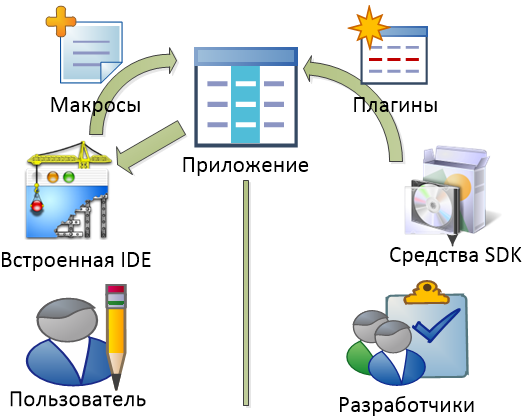 Макросы
Плагины
Приложение
Встроенная IDE
Средства SDK
Пользователь
Разработчики